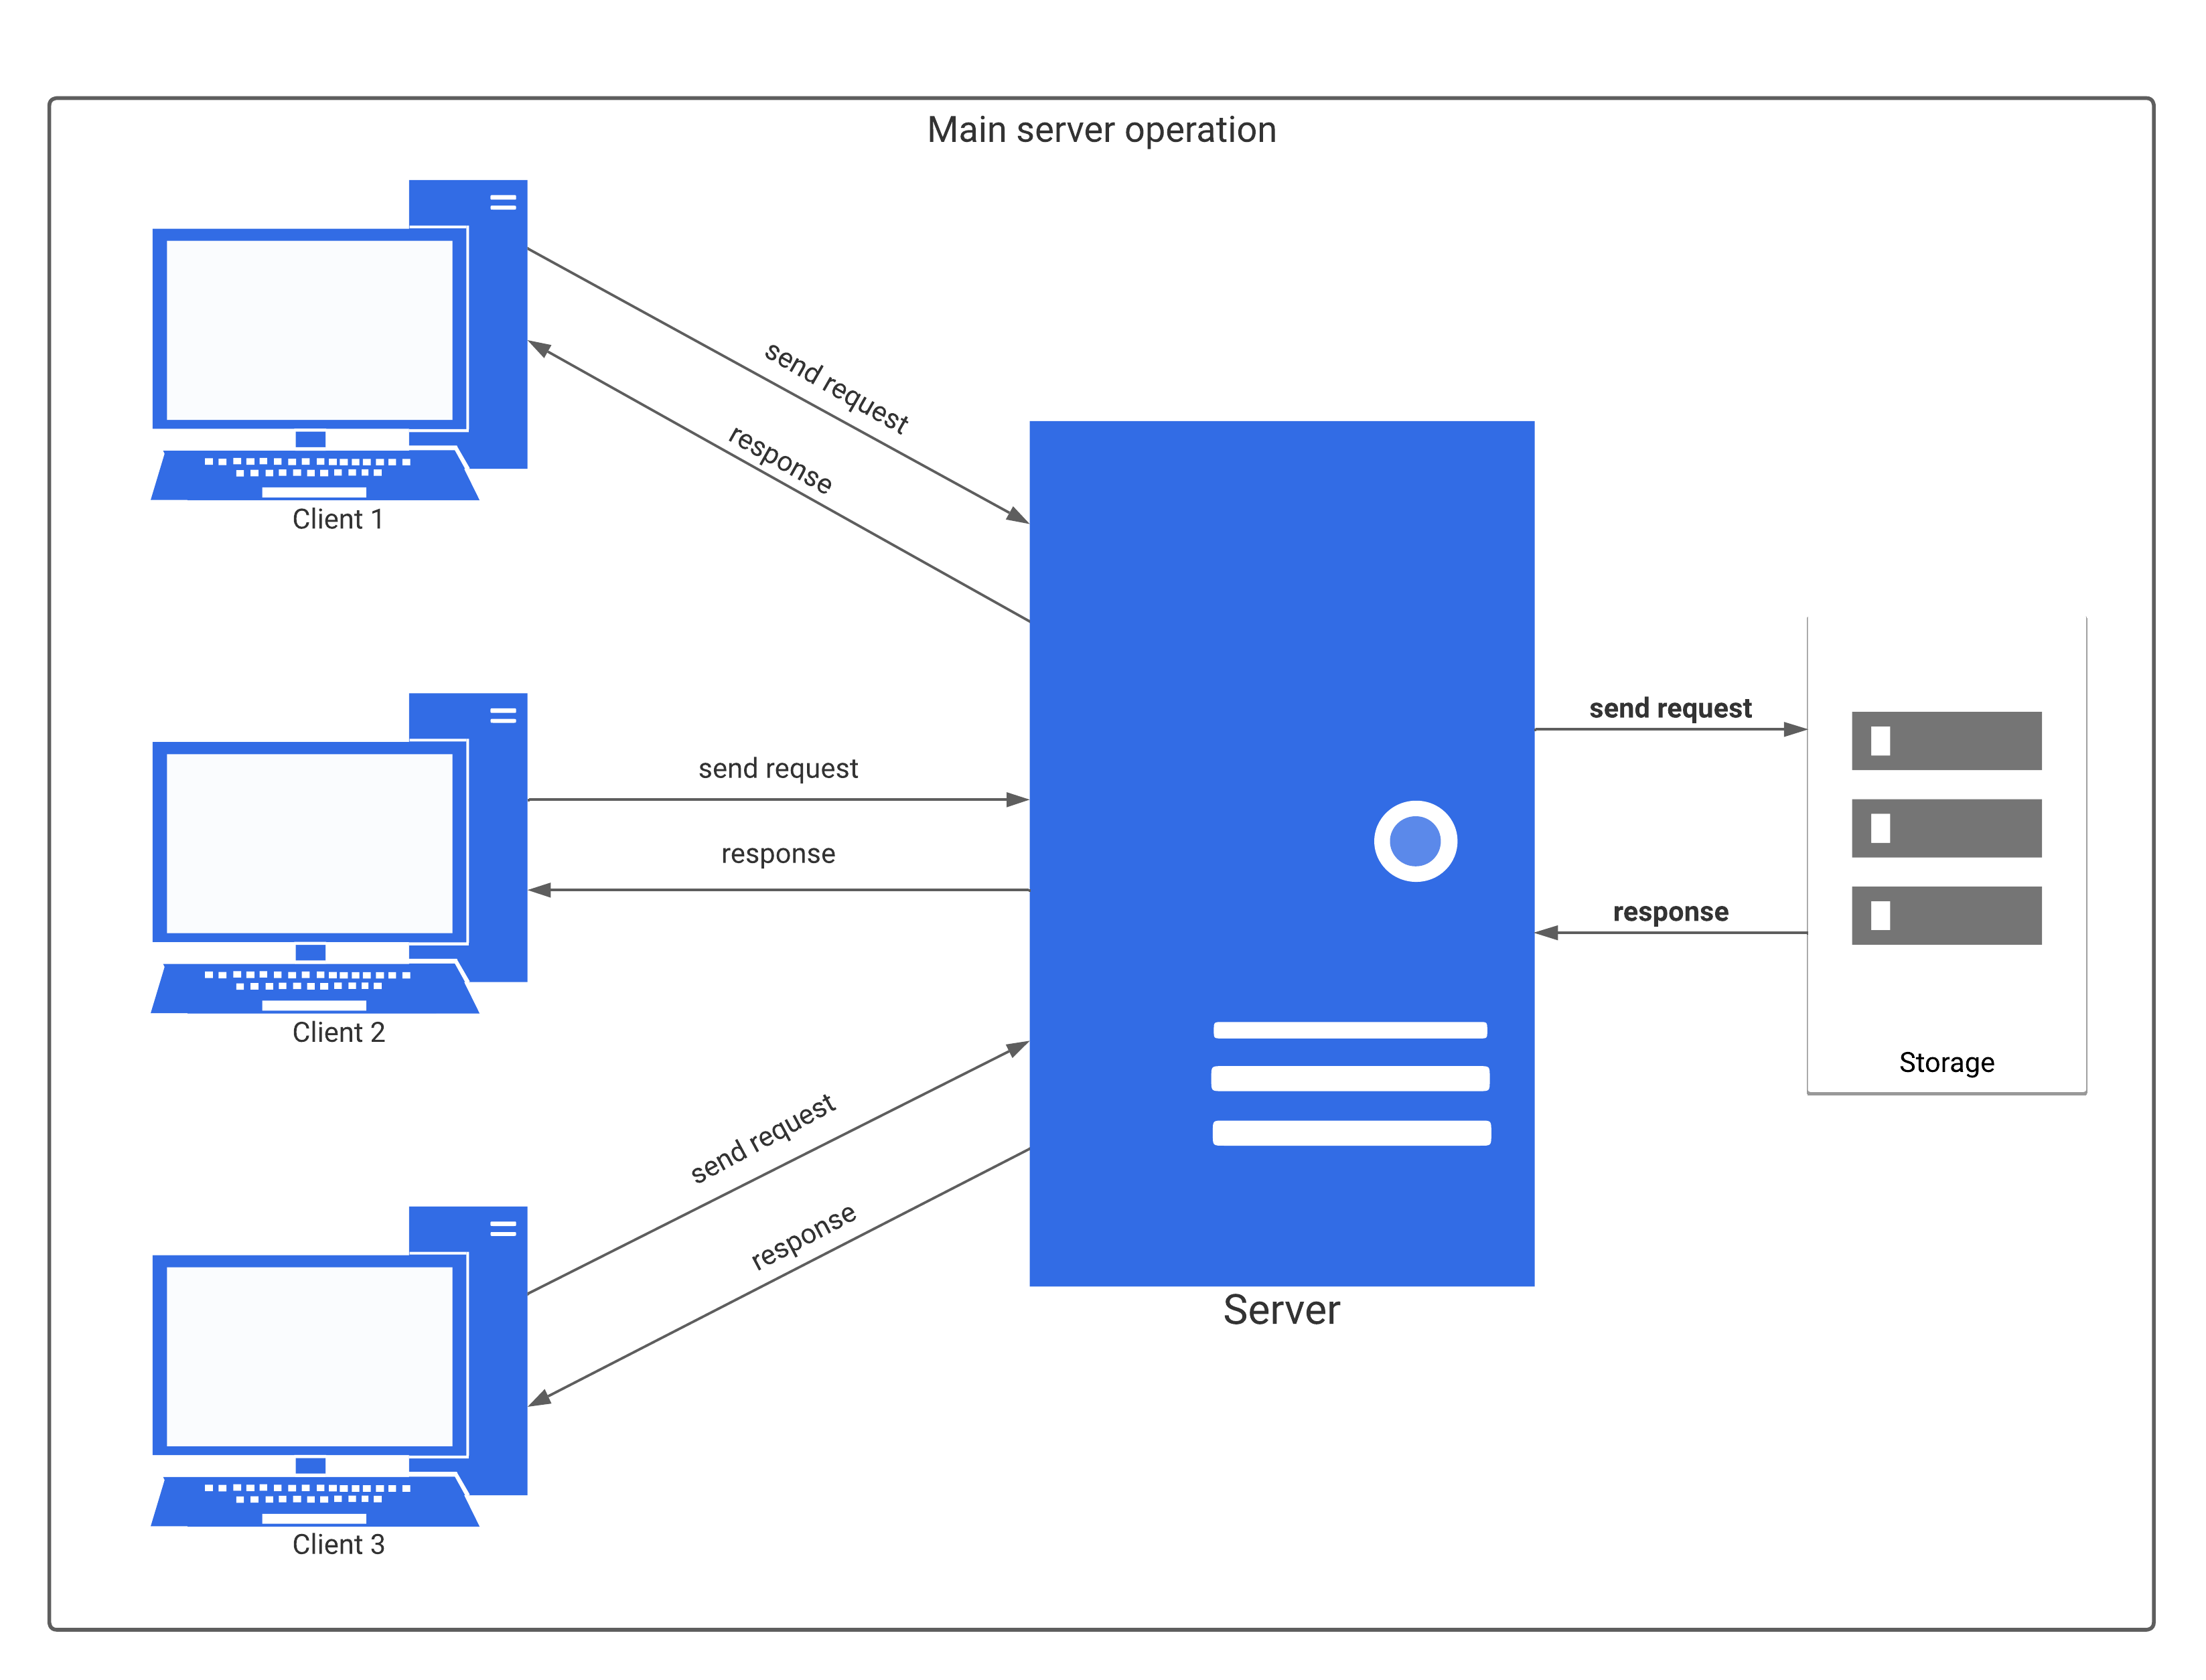 Main server operation
send request
response
Client 1
send request
response
send request
response
Client 2
Storage
send request
response
Server
Client 3